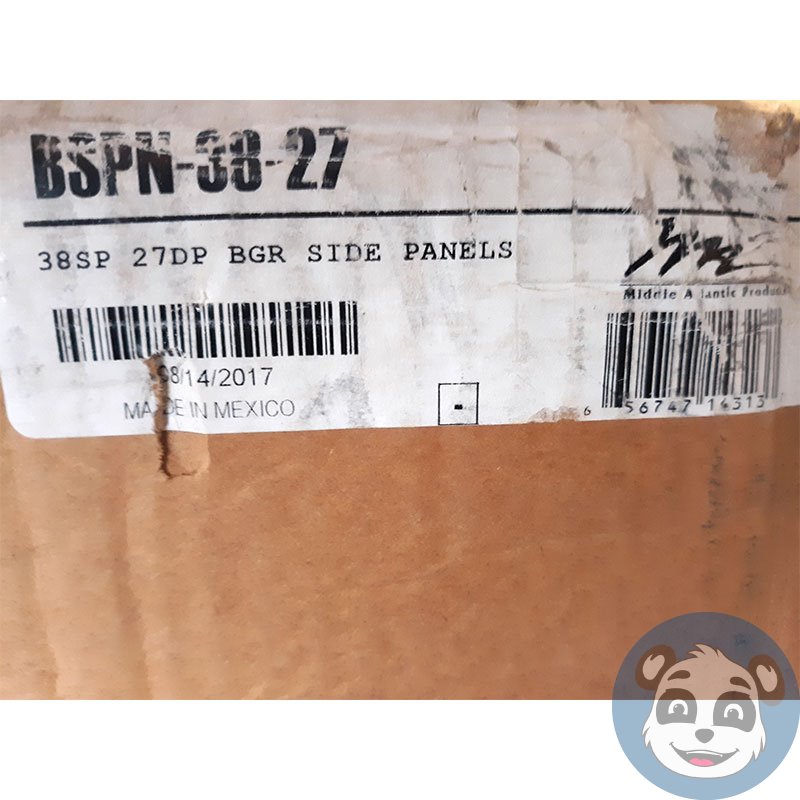 BSPN-38-27
38SP 27DP BGR SIDE PANELS
Middle Atlantic Products
08/14/2017
MADE IN MEXICO
6 56747 14313